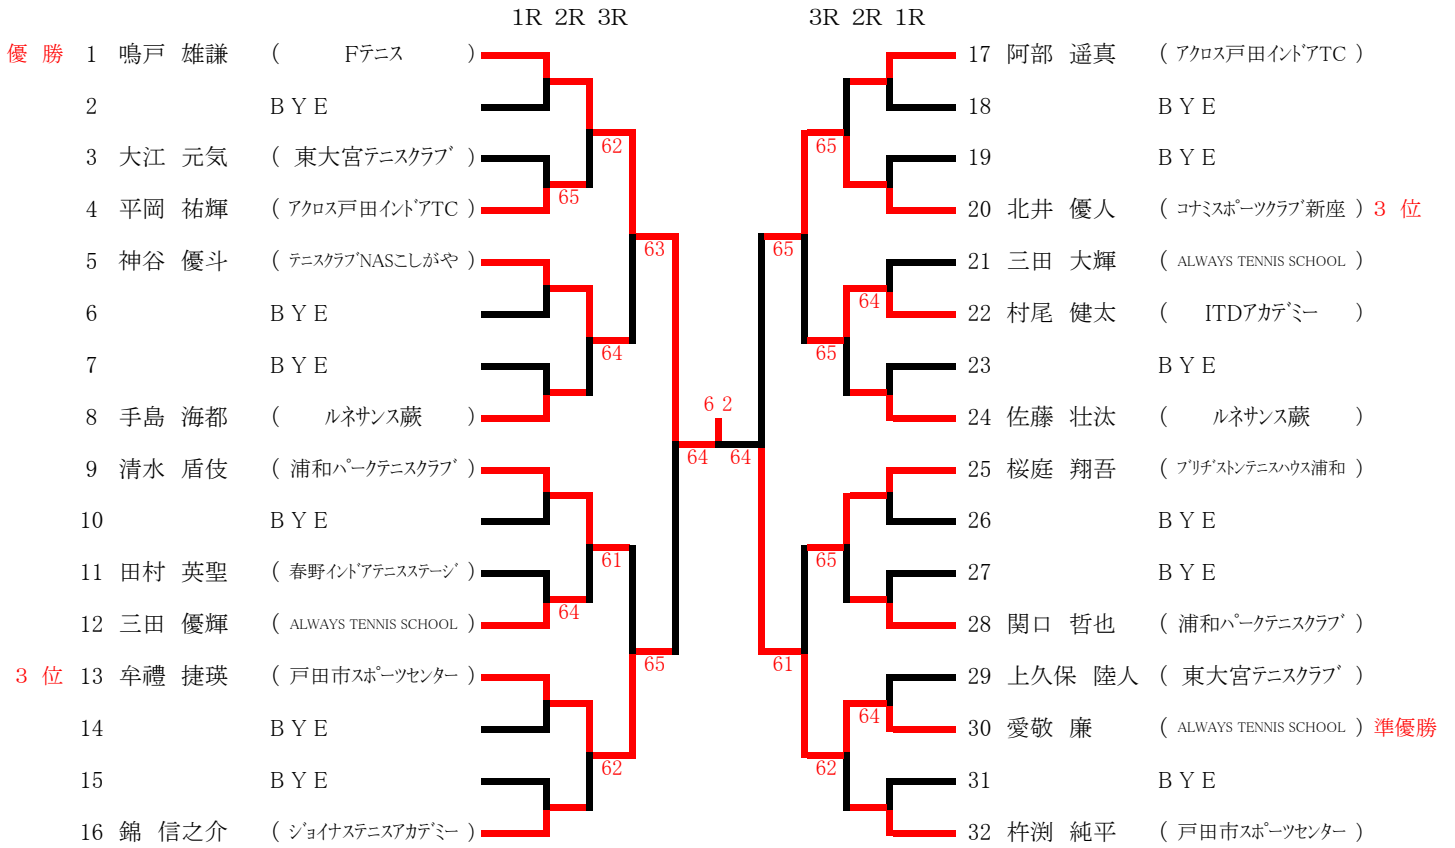 1R 2R 3R 3R 2R 1R
優 勝 1 鳴戸 雄謙 ( Fテニス ) 17 阿部 遥真 ( アクロス戸田インドアTC )
2 BYE 18 BYE
62 65
3 大江 元気 ( 東大宮テニスクラブ ) 19 BYE
65
4 平岡 祐輝 ( アクロス戸田インドアTC ) 20 北井 優人 ( コナミスポーツクラブ新座 ) 3 位
63 65
5 神谷 優斗 ( テニスクラブNASこしがや ) 21 三田 大輝 ( ALWAYS TENNIS SCHOOL )
64
6 BYE 22 村尾 健太 ( ITDアカデミー )
64 65
7 BYE 23 BYE
6 2
8 手島 海都 ( ルネサンス蕨 ) 24 佐藤 壮汰 ( ルネサンス蕨 )
64 64
9 清水 盾伎 ( 浦和パークテニスクラブ ) 25 桜庭 翔吾 ( ブリヂストンテニスハウス浦和 )
10 BYE 26 BYE
61 65
11 田村 英聖 ( 春野インドアテニスステージ ) 27 BYE
64
12 三田 優輝 ( ALWAYS TENNIS SCHOOL ) 28 関口 哲也 ( 浦和パークテニスクラブ )
65 61
3 位 13 牟禮 捷瑛 ( 戸田市スポーツセンター ) 29 上久保 陸人 ( 東大宮テニスクラブ )
64
14 BYE 30 愛敬 廉 ( ALWAYS TENNIS SCHOOL ) 準優勝
62 62
15 BYE 31 BYE
16 錦 信之介 ( ジョイナステニスアカデミー ) 32 杵渕 純平 ( 戸田市スポーツセンター )